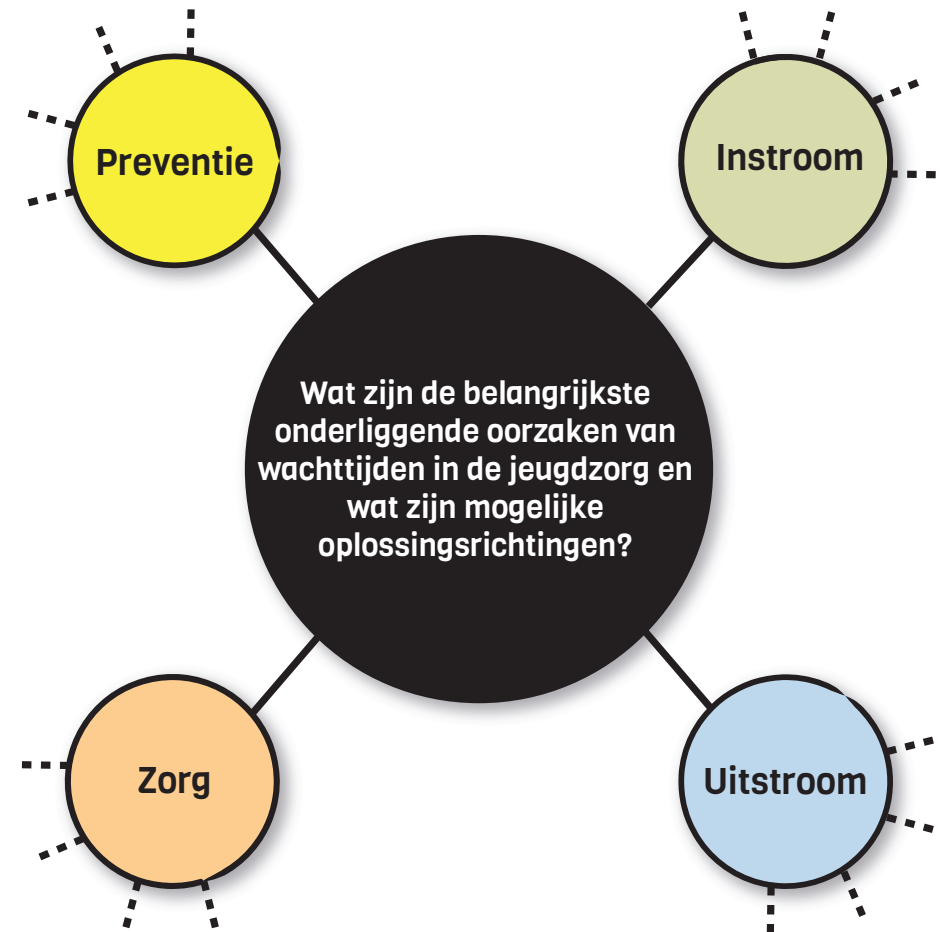 Preventie
Instroom
Wat zijn de belangrijkste
onderliggende oorzaken van
wachttijden in de jeugdzorg en
wat zijn mogelijke
oplossingsrichtingen?
Zorg
Uitstroom